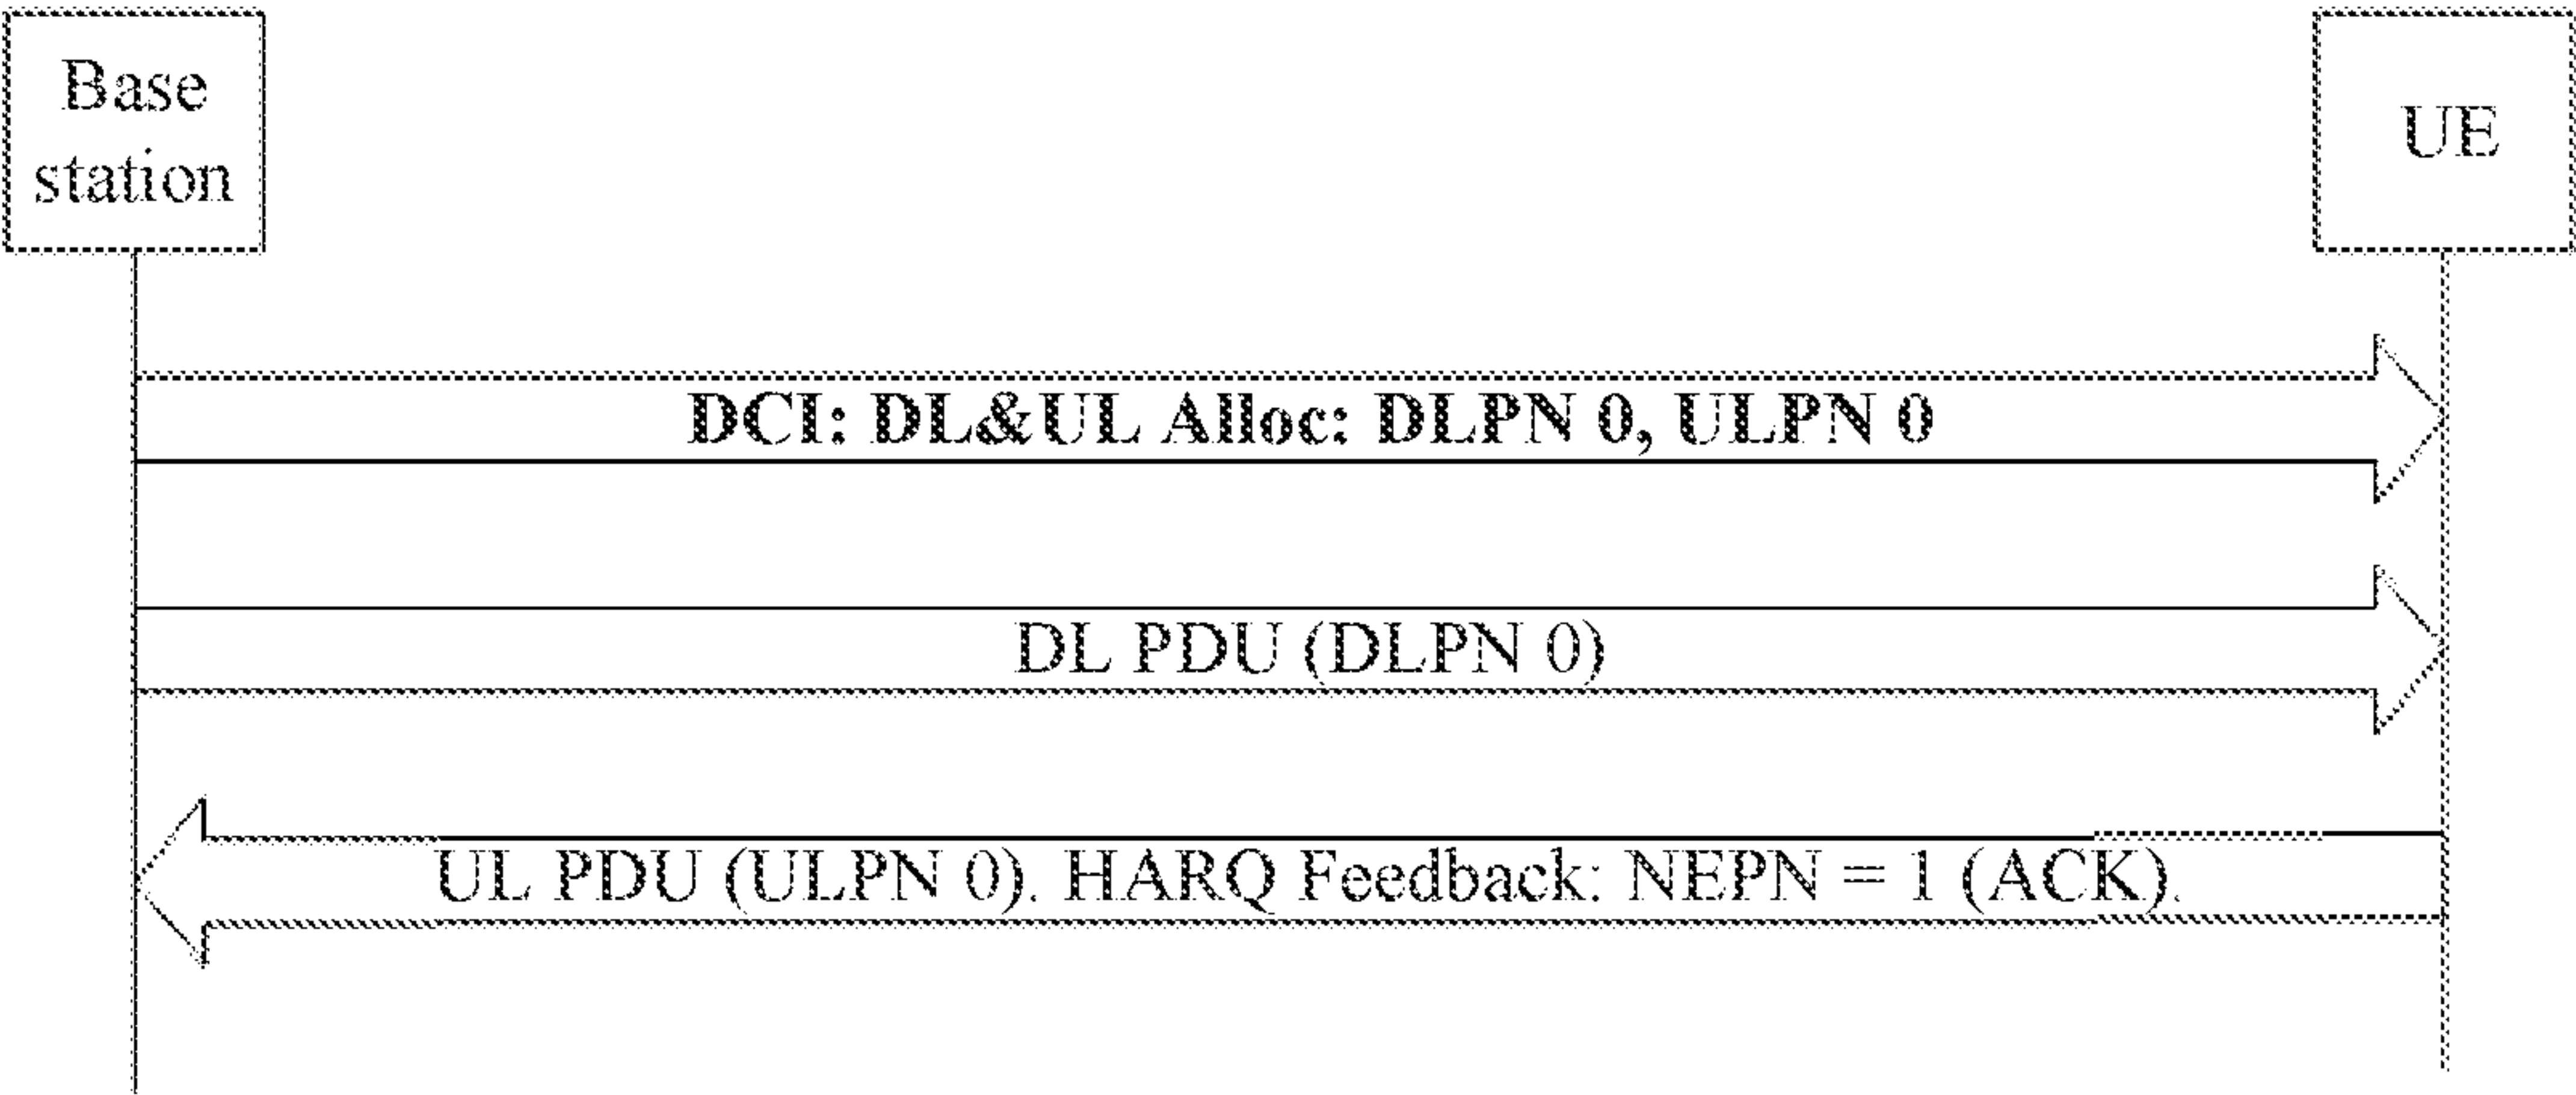 Base
station
UE
DCI: DL&UL Alloc: DLPN 0, ULPN 0
DL PDU (DLPN 0)
UL PDU (ULPN 0). HARQ Feedback: NEPN = 1 (ACK).